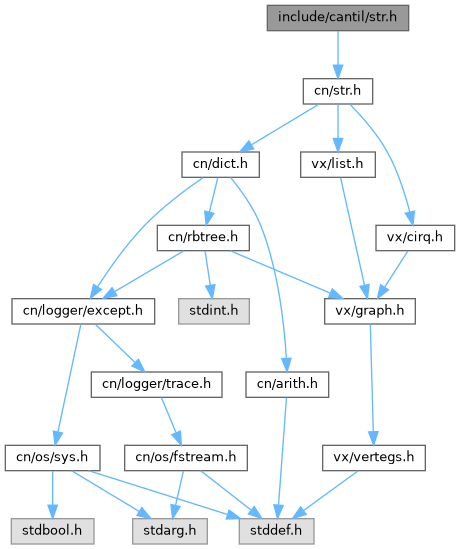 include/cantil/str.h
cn/str.h
cn/dict.h
vx/list.h
cn/rbtree.h
vx/cirq.h
cn/logger/except.h
stdint.h
vx/graph.h
cn/logger/trace.h
cn/arith.h
cn/os/sys.h
cn/os/fstream.h
vx/vertegs.h
stdbool.h
stdarg.h
stddef.h